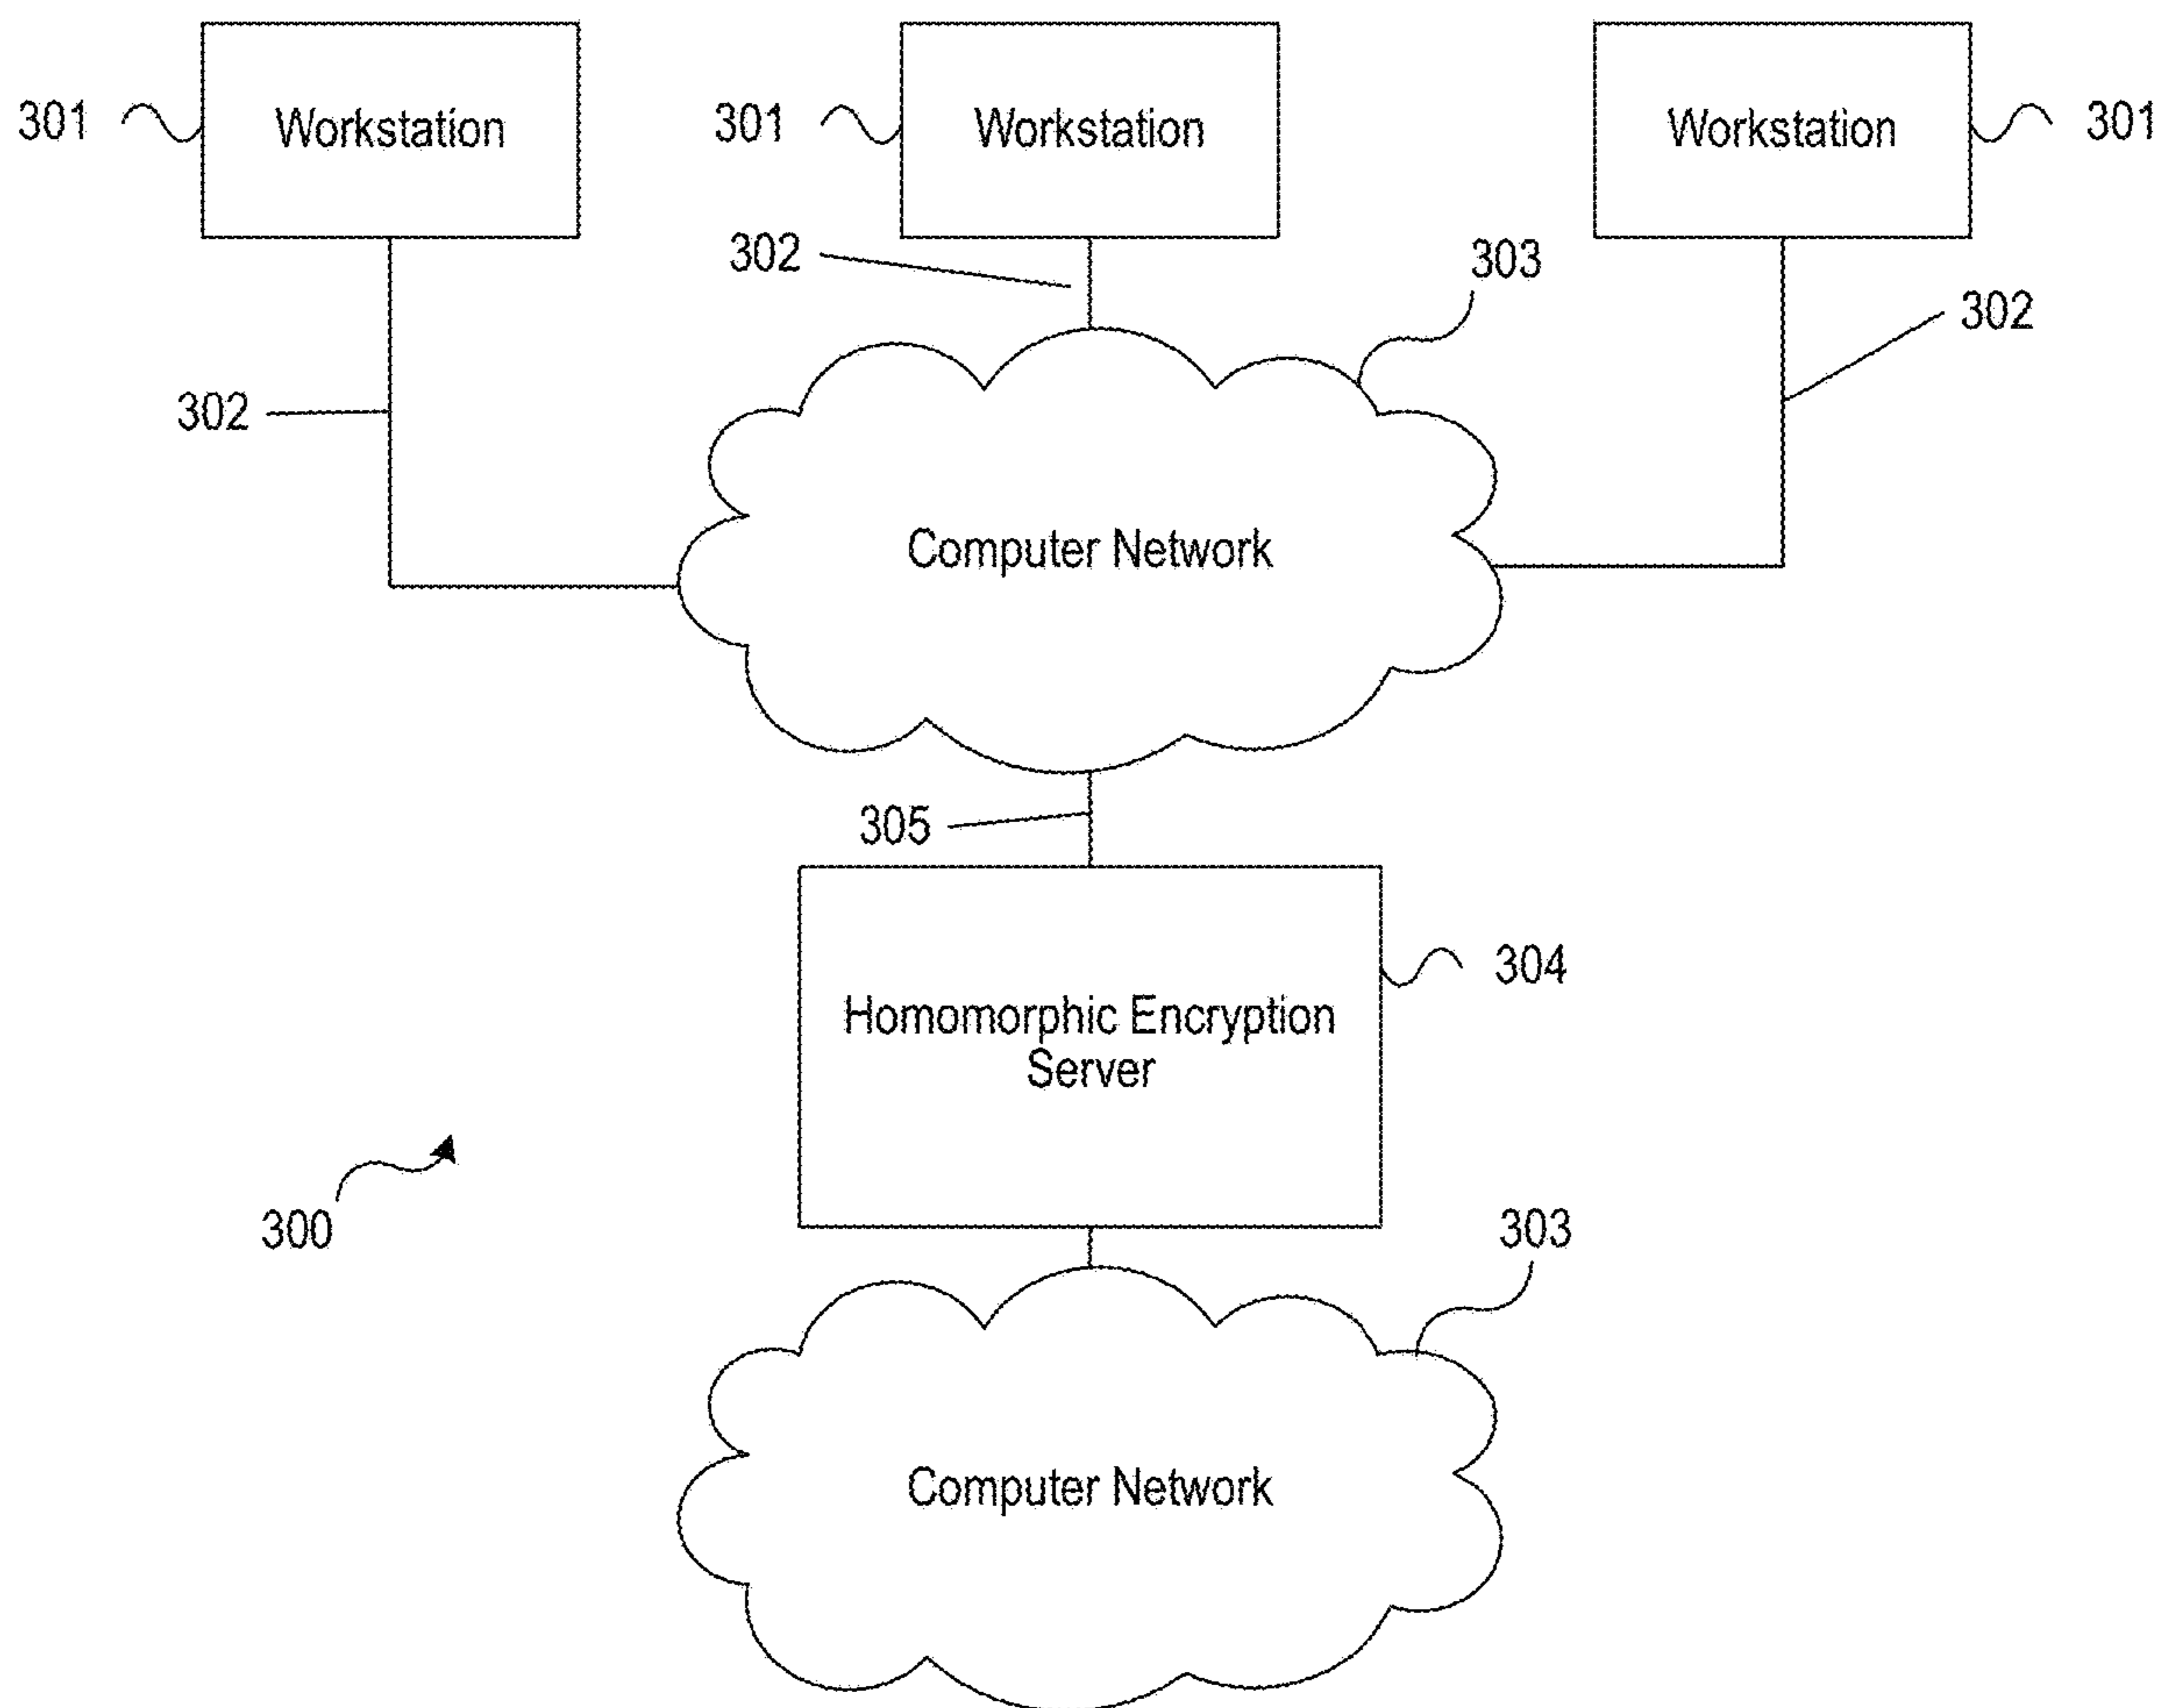 301
Workstation
301
Workstation
Workstation
301
302
303
302
302
Computer Network
305
304
Homomorphic Encryption
Server
300
303
Computer Network